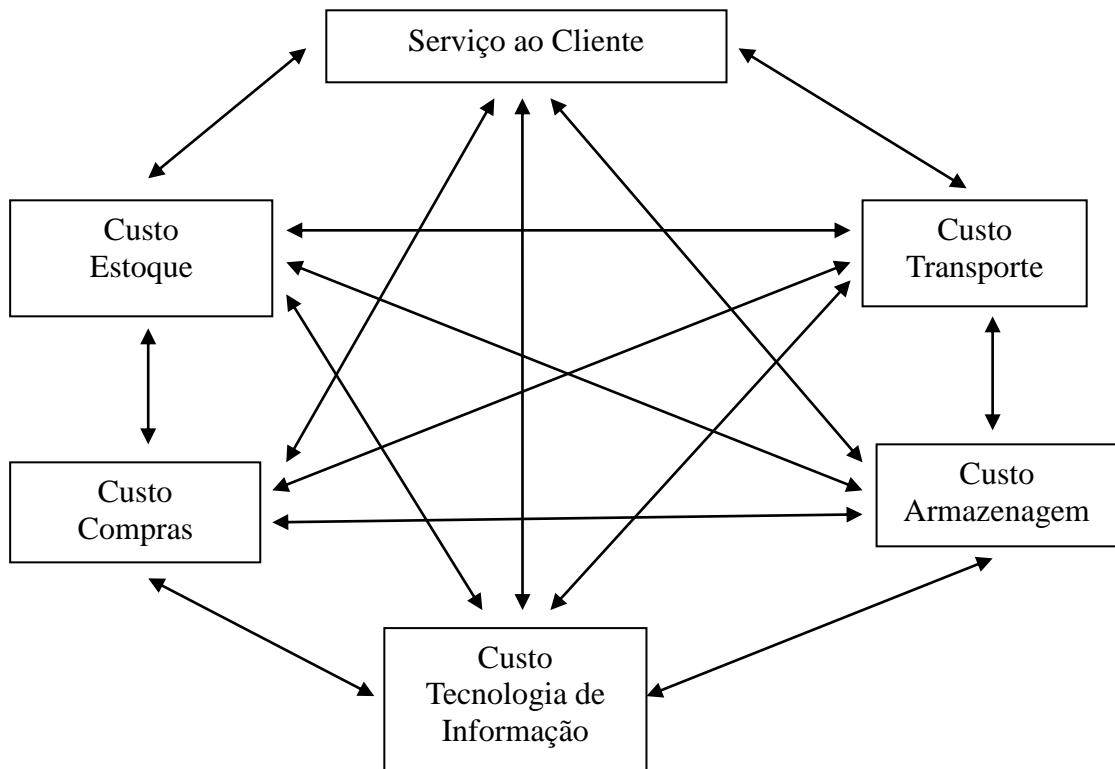 Serviço ao Cliente
Custo
Estoque
Custo
Transporte
Custo
Compras
Custo
Armazenagem
Custo
Tecnologia de
Informação